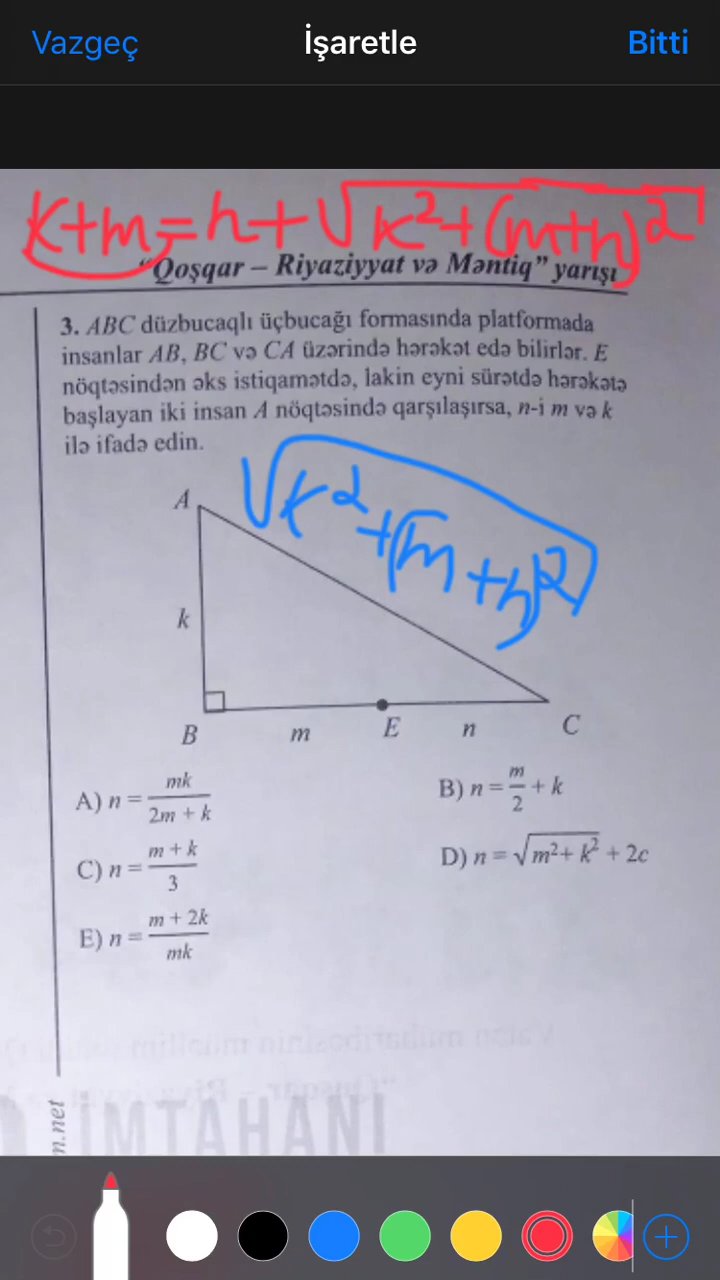 Vazgeç İşaretle Bitti
k+m=n+√k²+(m+n)²
“Qoşqar – Riyaziyyat və Məntiq” yarışı
3. ABC düzbucaqlı üçbucağı formasında platformada
insanlar AB, BC və CA üzərində hərəkət edə bilirlər. E
nöqtəsindən əks istiqamətdə, lakin eyni sürətdə hərəkətə
başlayan iki insan A nöqtəsində qarşılaşırsa, n-i m və k
ilə ifadə edin.
√k²+(m+n)²
A
k
B m E n C
A) n = mk / 2m + k
B) n = m/2 + k
C) n = m + k / 3
D) n = √m²+ k² + 2c
E) n = m + 2k / mk
İMTAHANI
m.net